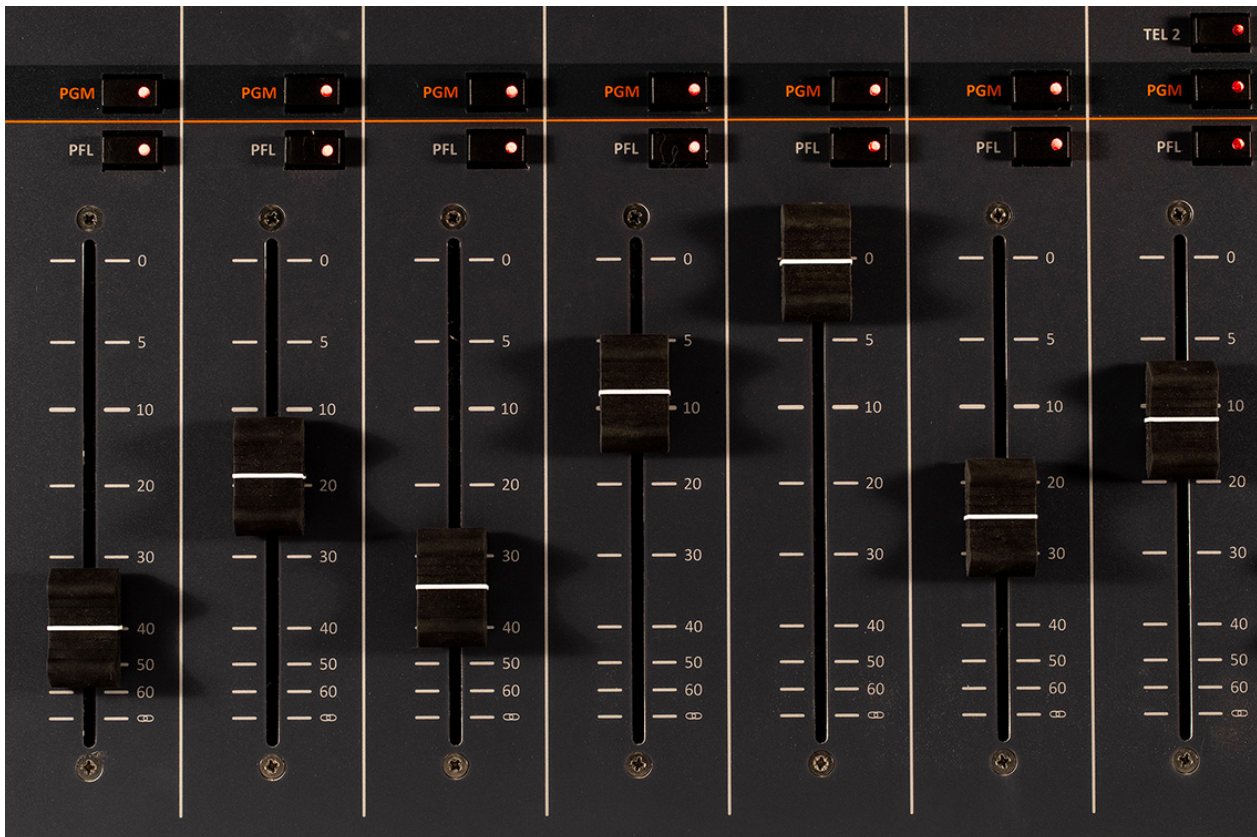 TEL 2
PGM PGM PGM PGM PGM PGM PGM
PFL PFL PFL PFL PFL PFL PFL
0 0 0 0 0 0 0
5 5 5 5 5 5 5
10 10 10 10 10 10 10
20 20 20 20 20 20 20
30 30 30 30 30 30 30
40 40 40 40 40 40 40
50 50 50 50 50 50 50
60 60 60 60 60 60 60
∞ ∞ ∞ ∞ ∞ ∞ ∞